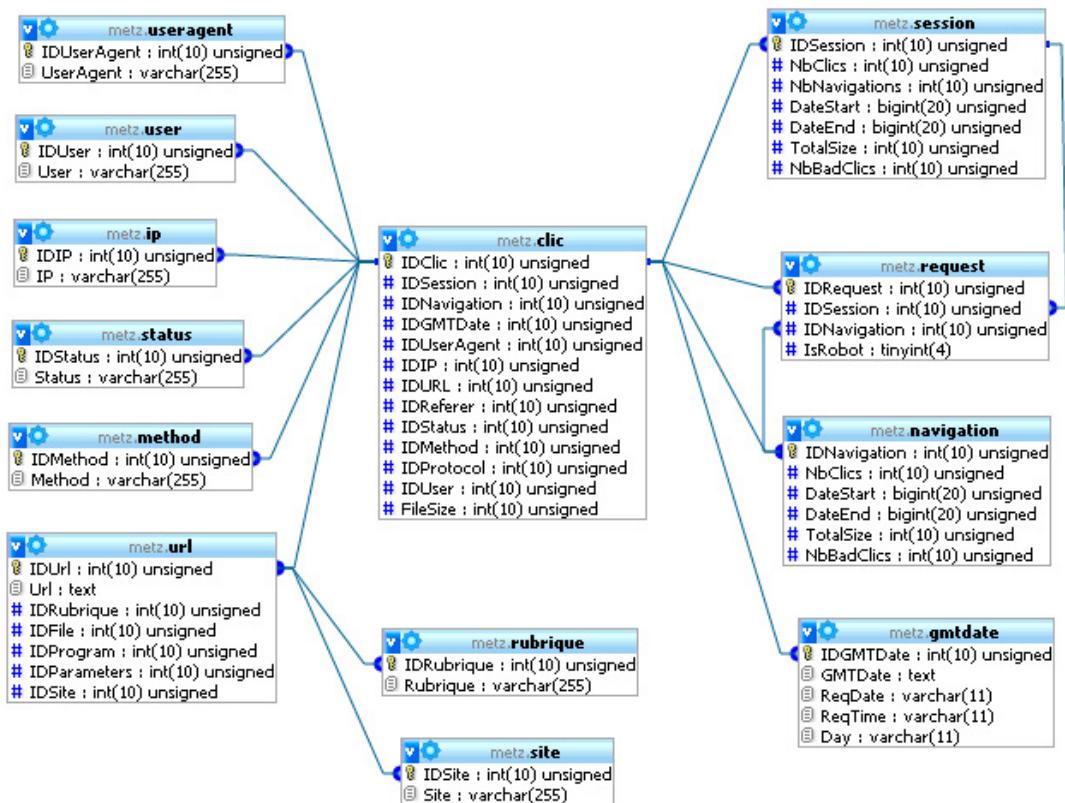 metz.useragent
IDUserAgent : int(10) unsigned
UserAgent : varchar(255)
metz.user
IDUser : int(10) unsigned
User : varchar(255)
metz.ip
IDIP : int(10) unsigned
IP : varchar(255)
metz.status
IDStatus : int(10) unsigned
Status : varchar(255)
metz.method
IDMethod : int(10) unsigned
Method : varchar(255)
metz.url
IDUrl : int(10) unsigned
Url : text
IDRubrique : int(10) unsigned
IDFile : int(10) unsigned
IDProgram : int(10) unsigned
IDParameters : int(10) unsigned
IDSite : int(10) unsigned
metz.clic
IDClic : int(10) unsigned
IDSession : int(10) unsigned
IDNavigation : int(10) unsigned
IDGMTDate : int(10) unsigned
IDUserAgent : int(10) unsigned
IDIP : int(10) unsigned
IDURL : int(10) unsigned
IDReferer : int(10) unsigned
IDStatus : int(10) unsigned
IDMethod : int(10) unsigned
IDProtocol : int(10) unsigned
IDUser : int(10) unsigned
FileSize : int(10) unsigned
metz.rubrique
IDRubrique : int(10) unsigned
Rubrique : varchar(255)
metz.site
IDSite : int(10) unsigned
Site : varchar(255)
metz.session
IDSession : int(10) unsigned
NbClics : int(10) unsigned
NbNavigations : int(10) unsigned
DateStart : bigint(20) unsigned
DateEnd : bigint(20) unsigned
TotalSize : int(10) unsigned
NbBadClics : int(10) unsigned
metz.request
IDRequest : int(10) unsigned
IDSession : int(10) unsigned
IDNavigation : int(10) unsigned
IsRobot : tinyint(4)
metz.navigation
IDNavigation : int(10) unsigned
NbClics : int(10) unsigned
DateStart : bigint(20) unsigned
DateEnd : bigint(20) unsigned
TotalSize : int(10) unsigned
NbBadClics : int(10) unsigned
metz.gmtdate
IDGMTDate : int(10) unsigned
GMTDate : text
ReqDate : varchar(11)
ReqTime : varchar(11)
Day : varchar(11)